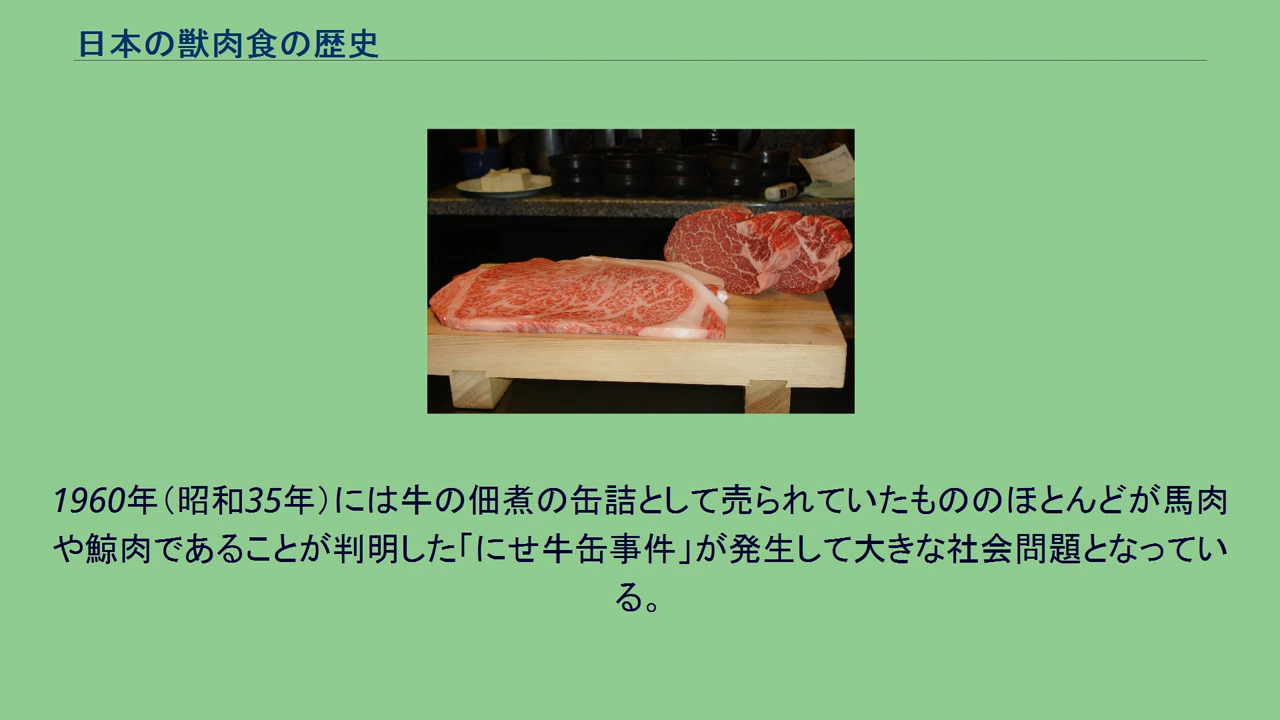 日本の獣肉食の歴史
1960年（昭和35年）には牛の佃煮の缶詰として売られていたもののほとんどが馬肉
や鯨肉であることが判明した「にせ牛缶事件」が発生して大きな社会問題となってい
る。